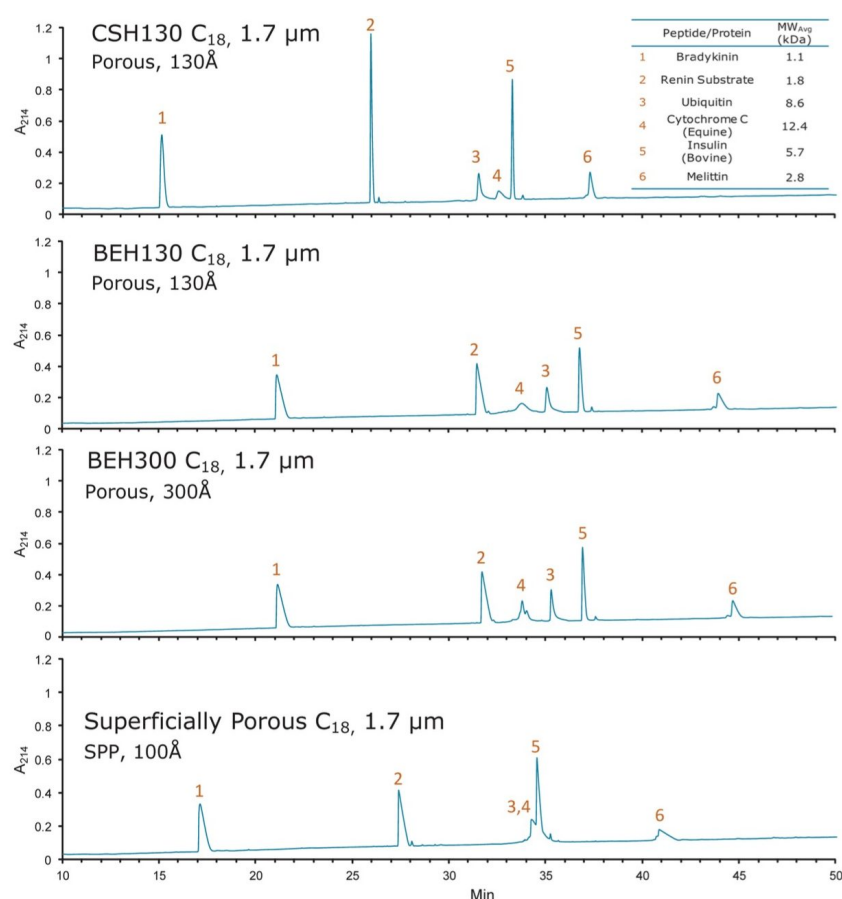 CSH130 C18, 1.7 µm
Porous, 130Å
Peptide/Protein MWAvg (kDa)
1 Bradykinin 1.1
2 Renin Substrate 1.8
3 Ubiquitin 8.6
4 Cytochrome C (Equine) 12.4
5 Insulin (Bovine) 5.7
6 Melittin 2.8
A214
1.2
1
0.8
0.6
0.4
0.2
0
1
2
3
4
5
6
BEH130 C18, 1.7 µm
Porous, 130Å
A214
1.2
1
0.8
0.6
0.4
0.2
0
1
2
4
3
5
6
BEH300 C18, 1.7 µm
Porous, 300Å
A214
1.2
1
0.8
0.6
0.4
0.2
0
1
2
4
3
5
6
Superficially Porous C18, 1.7 µm
SPP, 100Å
A214
1.2
1
0.8
0.6
0.4
0.2
0
1
2
3,4
5
6
10 15 20 25 30 35 40 45 50
Min